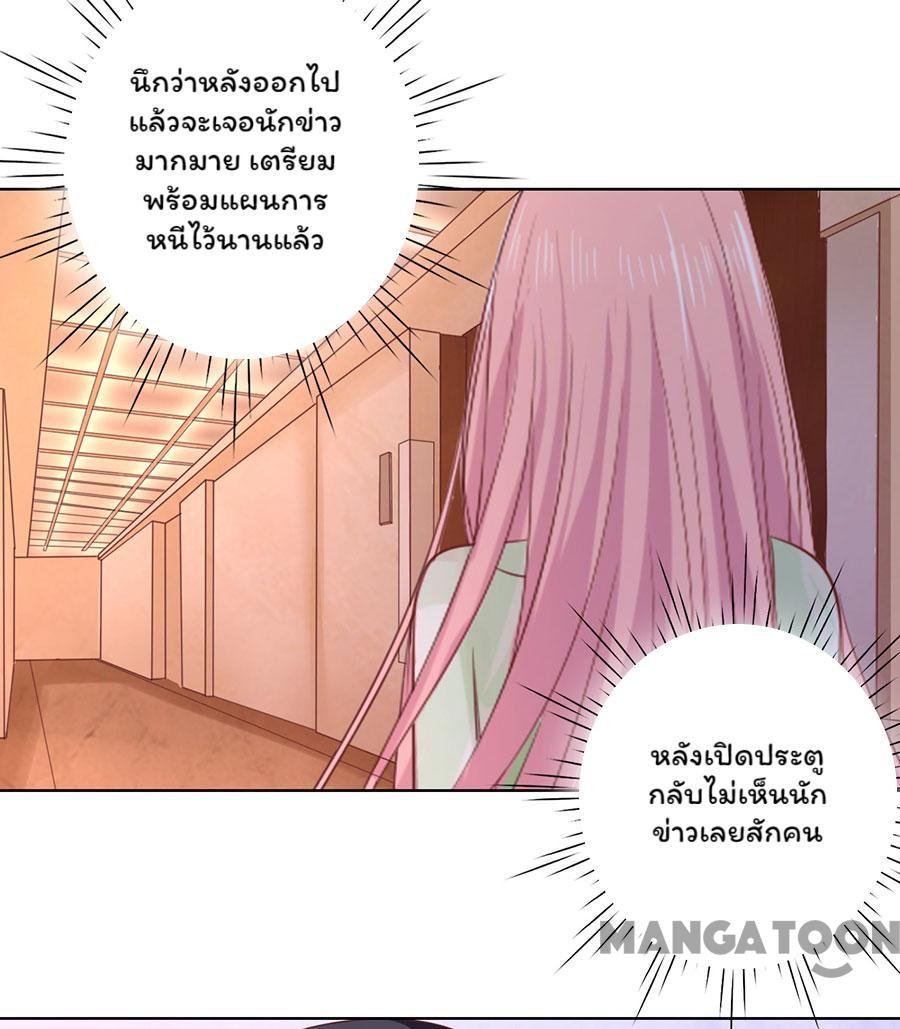 นึกว่าหลังออกไป
แล้วจะเจอนักข่าว
มากมาย เตรียม
พร้อมแผนการ
หนีไว้นานแล้ว
หลังเปิดประตู
กลับไม่เห็นนัก
ข่าวเลยสักคน
MANGATOON